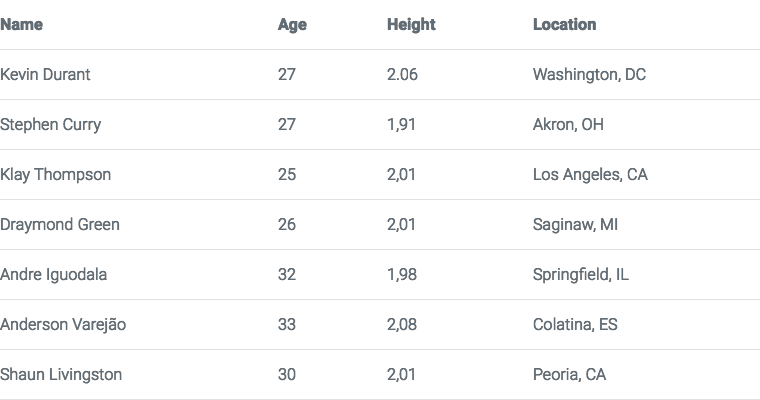 Name Age Height Location
Kevin Durant 27 2.06 Washington, DC
Stephen Curry 27 1,91 Akron, OH
Klay Thompson 25 2,01 Los Angeles, CA
Draymond Green 26 2,01 Saginaw, MI
Andre Iguodala 32 1,98 Springfield, IL
Anderson Varejão 33 2,08 Colatina, ES
Shaun Livingston 30 2,01 Peoria, CA